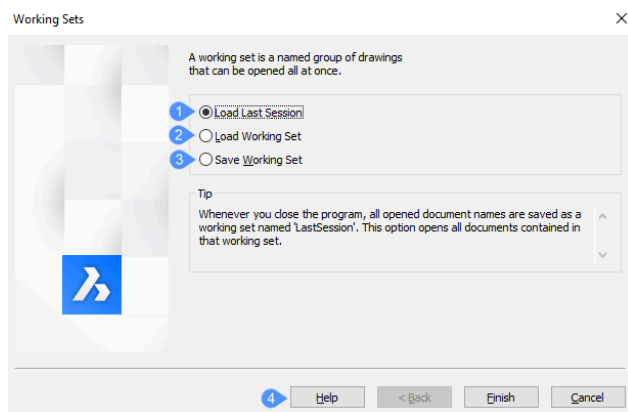 Working Sets
A working set is a named group of drawings
that can be opened all at once.
1 Load Last Session
2 Load Working Set
3 Save Working Set
Tip
Whenever you close the program, all opened document names are saved as a
working set named 'LastSession'. This option opens all documents contained in
that working set.
4 Help < Back Finish Cancel